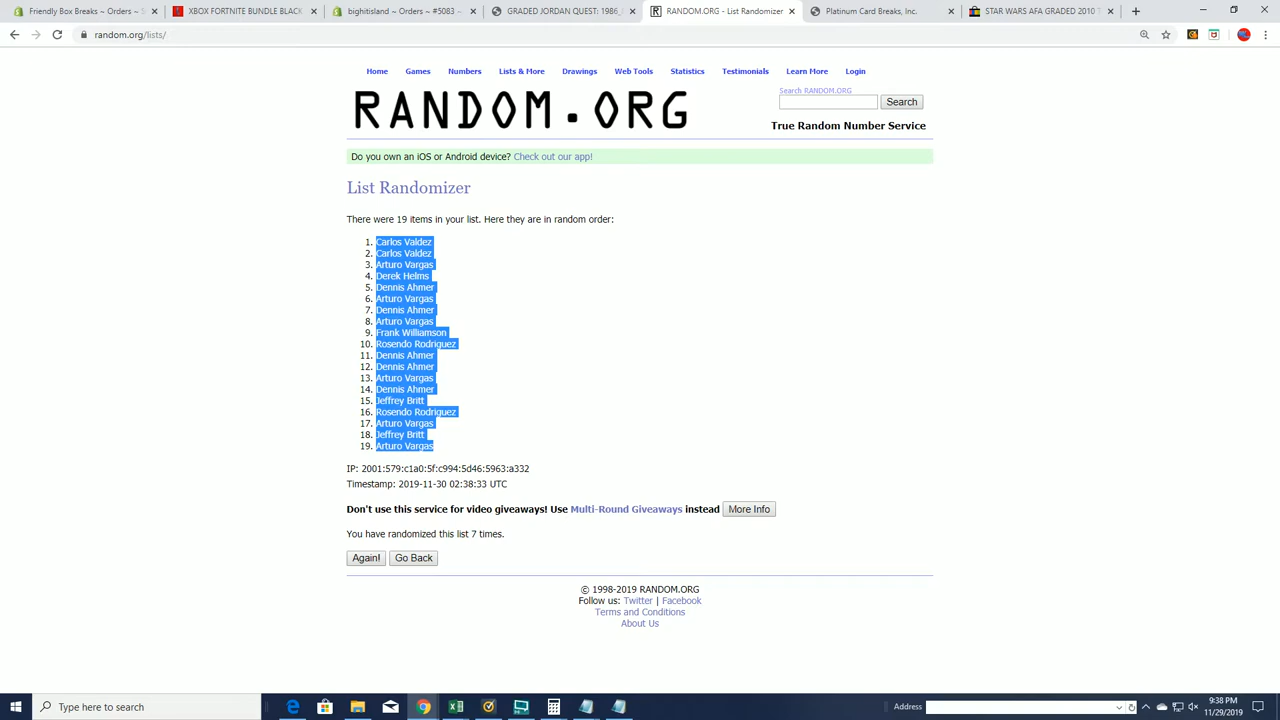 Friendly Box Breaks ~ Orders ~ S
XBOX FORTNITE BUNDLE BLACK
bighitisland ~ Orders ~ #5083 ~
GRADED JORDAN QUEST: 1986_
RANDOM.ORG - List Randomizer
Platinum Card Breaks, Inc.
STAR WARS AFA GRADED 2010 T
random.org/lists/
Home Games Numbers Lists & More Drawings Web Tools Statistics Testimonials Learn More Login
RANDOM.ORG
Search RANDOM.ORG
Search
True Random Number Service
Do you own an iOS or Android device? Check out our app!
List Randomizer
There were 19 items in your list. Here they are in random order:
1. Carlos Valdez
2. Carlos Valdez
3. Arturo Vargas
4. Derek Helms
5. Dennis Ahmer
6. Arturo Vargas
7. Dennis Ahmer
8. Arturo Vargas
9. Frank Williamson
10. Rosendo Rodriguez
11. Dennis Ahmer
12. Dennis Ahmer
13. Arturo Vargas
14. Dennis Ahmer
15. Jeffrey Britt
16. Rosendo Rodriguez
17. Arturo Vargas
18. Jeffrey Britt
19. Arturo Vargas
IP: 2001:579:c1a0:5f:c994:5d46:5963:a332
Timestamp: 2019-11-30 02:38:33 UTC
Don't use this service for video giveaways! Use Multi-Round Giveaways instead More Info
You have randomized this list 7 times.
Again! Go Back
© 1998-2019 RANDOM.ORG
Follow us: Twitter | Facebook
Terms and Conditions
About Us
Type here to search
Address
9:38 PM
11/29/2019